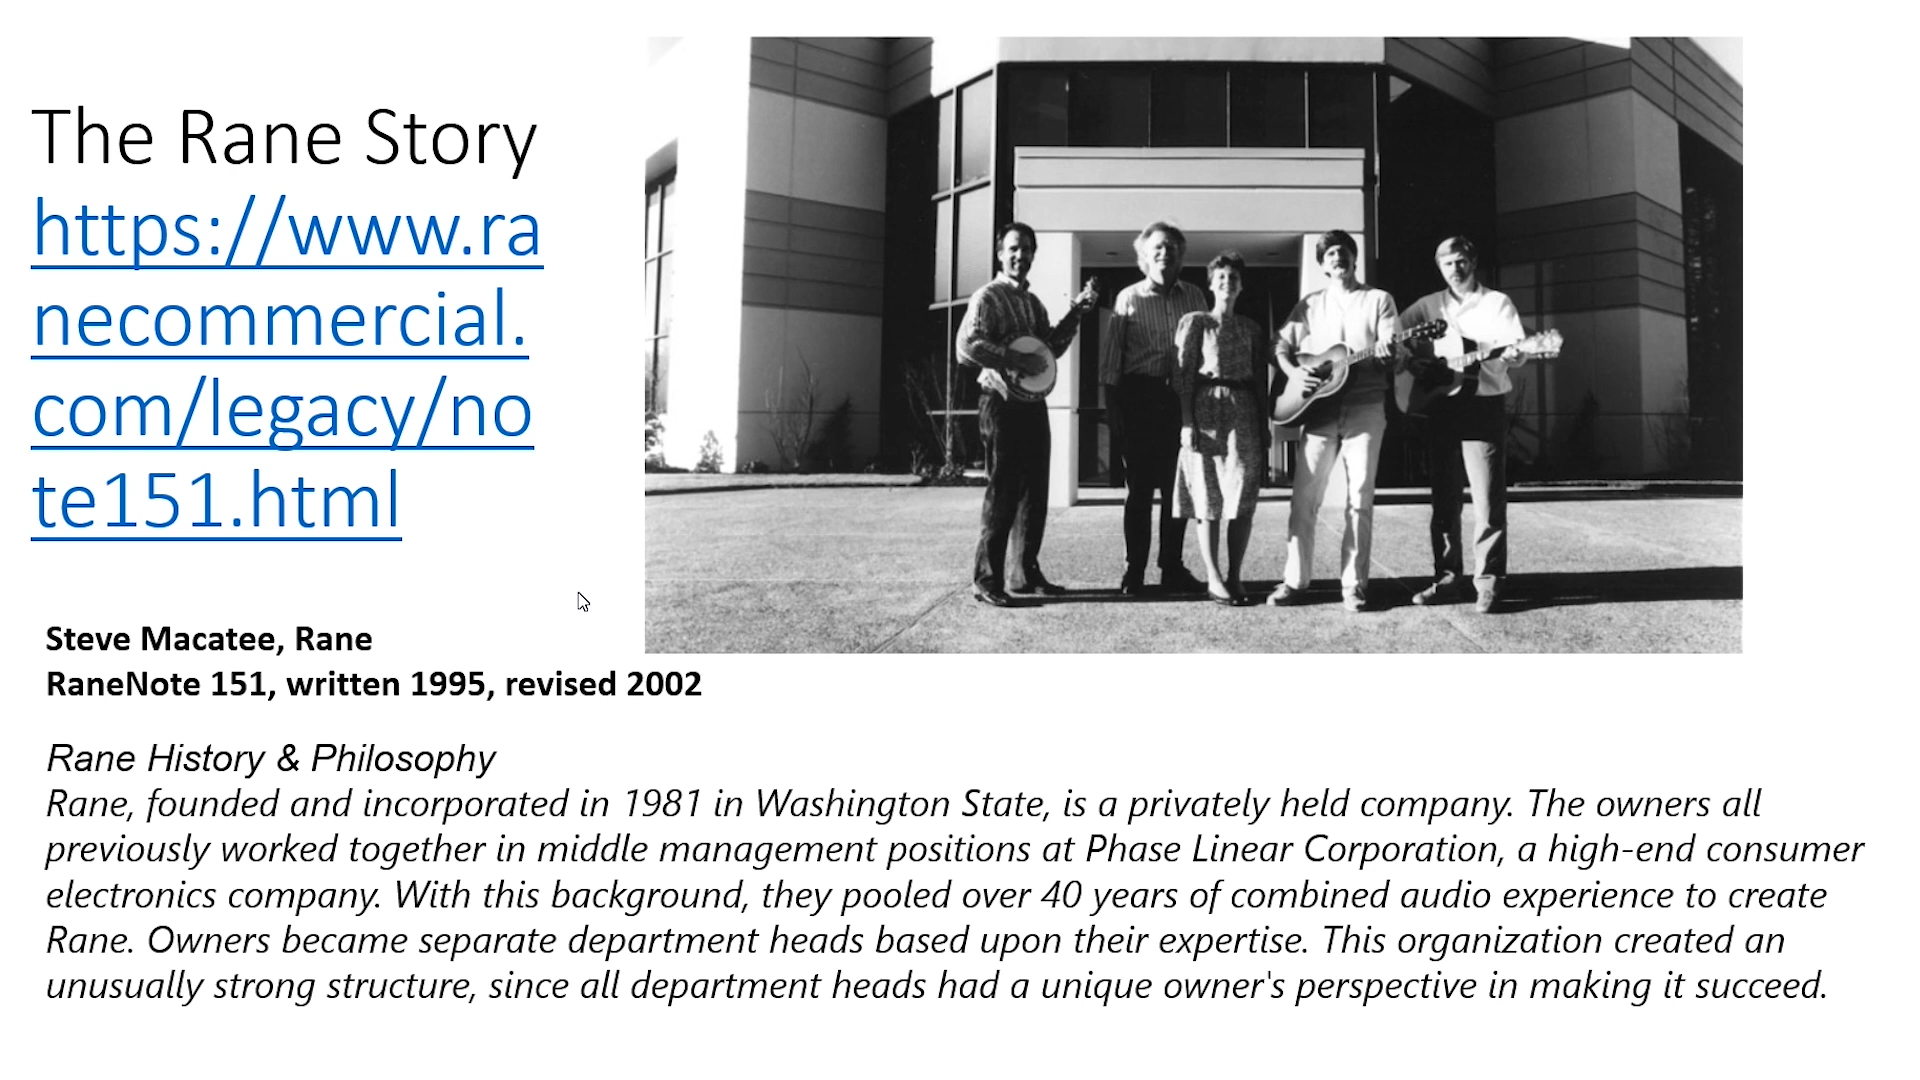 The Rane Story
https://www.ra
necommercial.
com/legacy/no
te151.html
Steve Macatee, Rane
RaneNote 151, written 1995, revised 2002
Rane History & Philosophy
Rane, founded and incorporated in 1981 in Washington State, is a privately held company. The owners all
previously worked together in middle management positions at Phase Linear Corporation, a high-end consumer
electronics company. With this background, they pooled over 40 years of combined audio experience to create
Rane. Owners became separate department heads based upon their expertise. This organization created an
unusually strong structure, since all department heads had a unique owner's perspective in making it succeed.